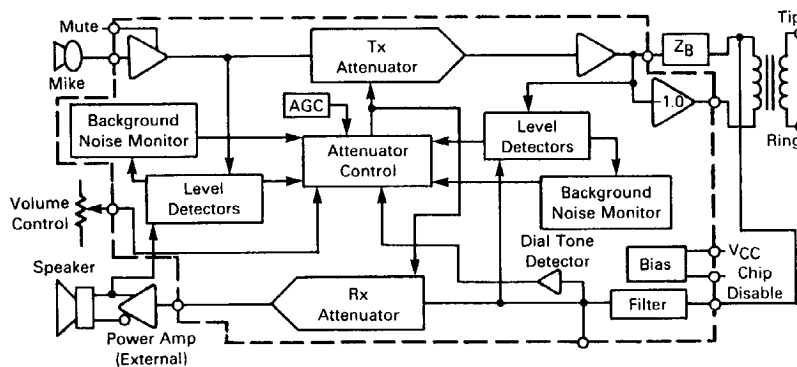 Mute
Mike
Tx
Attenuator
ZB
Tip
-1.0
Ring
AGC
Background
Noise Monitor
Attenuator
Control
Level
Detectors
Level
Detectors
Background
Noise Monitor
Volume
Control
Dial Tone
Detector
Speaker
Bias
VCC
Chip
Disable
Rx
Attenuator
Filter
Power Amp
(External)